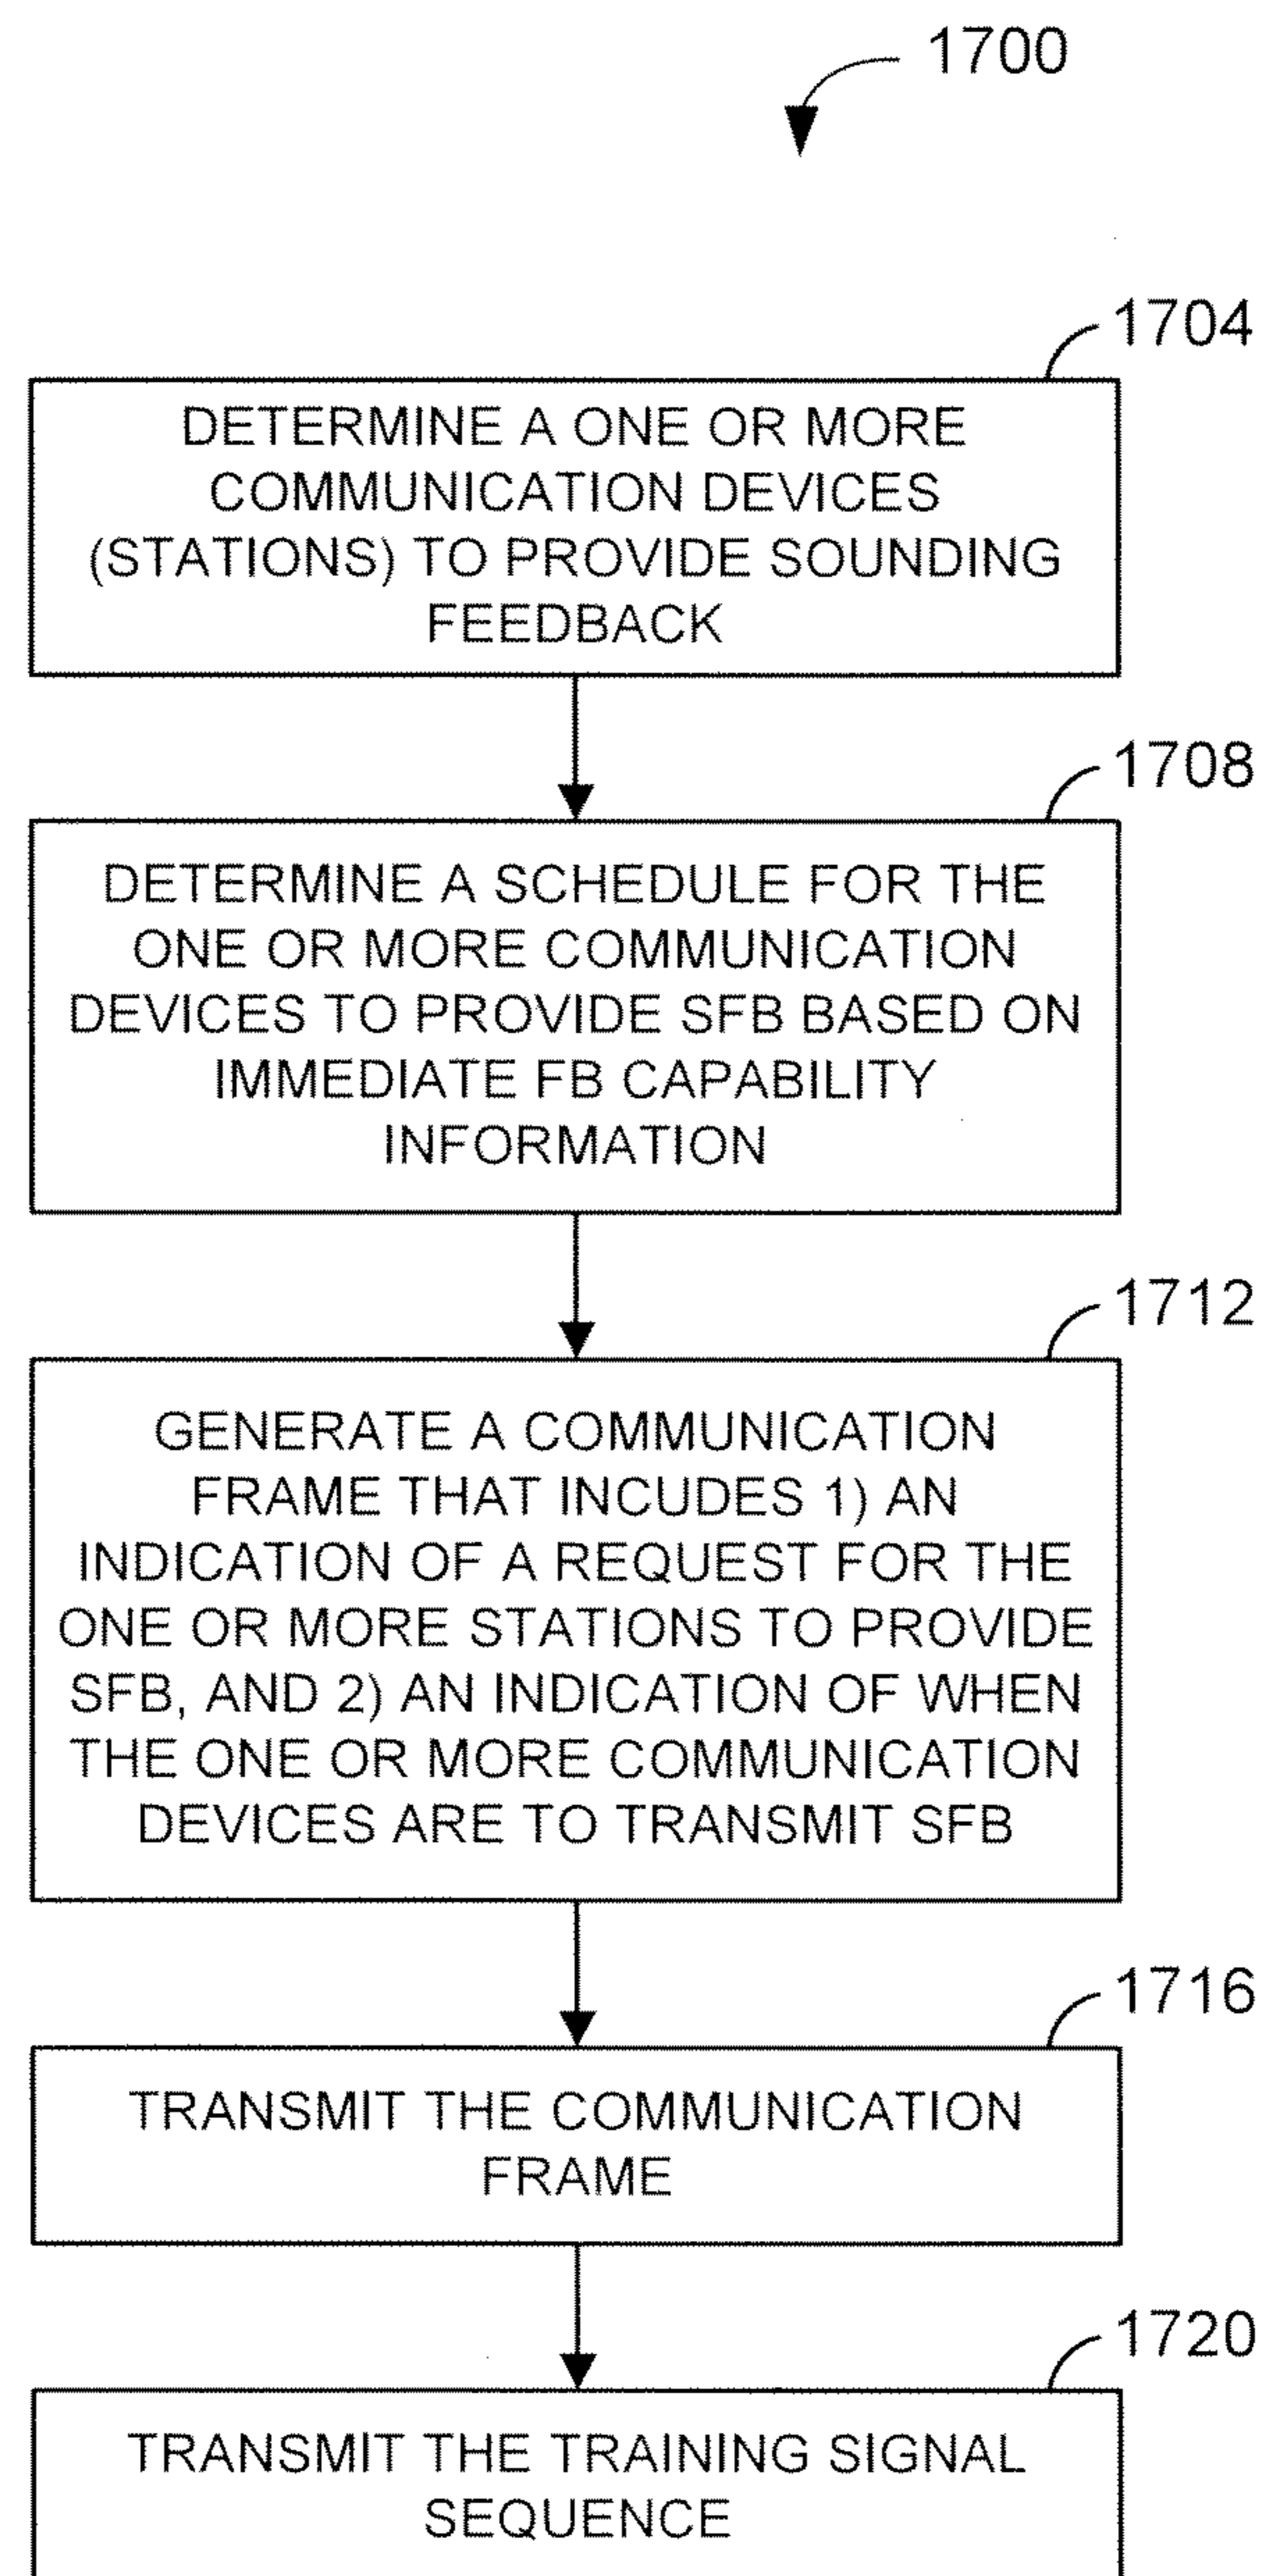 1700
1704
DETERMINE A ONE OR MORE
COMMUNICATION DEVICES
(STATIONS) TO PROVIDE SOUNDING
FEEDBACK
1708
DETERMINE A SCHEDULE FOR THE
ONE OR MORE COMMUNICATION
DEVICES TO PROVIDE SFB BASED ON
IMMEDIATE FB CAPABILITY
INFORMATION
1712
GENERATE A COMMUNICATION
FRAME THAT INCUDES 1) AN
INDICATION OF A REQUEST FOR THE
ONE OR MORE STATIONS TO PROVIDE
SFB, AND 2) AN INDICATION OF WHEN
THE ONE OR MORE COMMUNICATION
DEVICES ARE TO TRANSMIT SFB
1716
TRANSMIT THE COMMUNICATION
FRAME
1720
TRANSMIT THE TRAINING SIGNAL
SEQUENCE